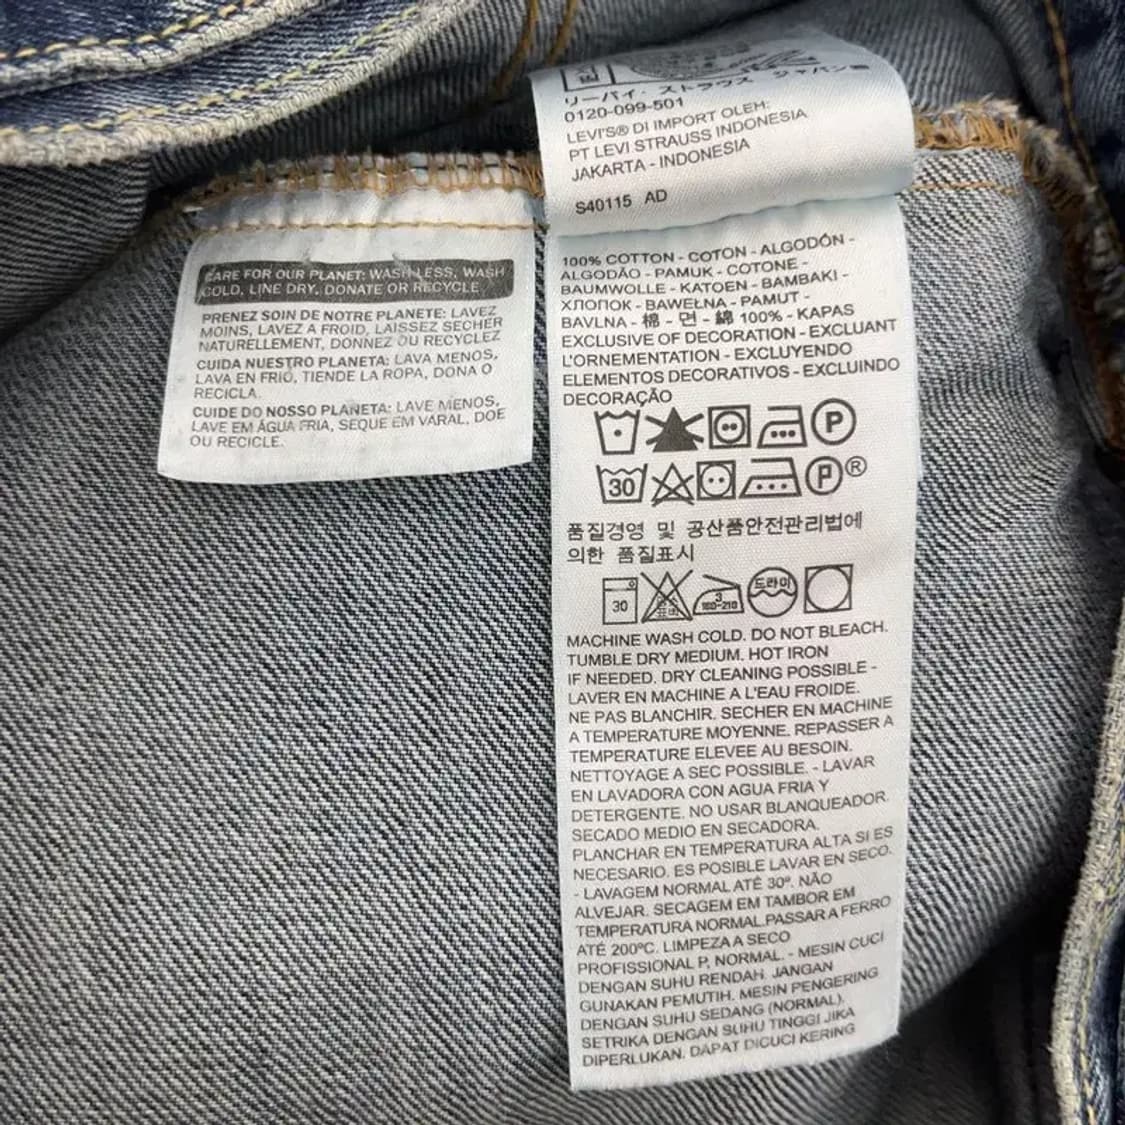 CARE FOR OUR PLANET: WASH LESS, WASH
COLD, LINE DRY, DONATE OR RECYCLE
PRENEZ SOIN DE NOTRE PLANETE: LAVEZ
MOINS, LAVEZ A FROID, LAISSEZ SECHER
NATURELLEMENT, DONNEZ OU RECYCLEZ
CUIDA NUESTRO PLANETA: LAVA MENOS,
LAVA EN FRIO, TIENDE LA ROPA, DONA O
RECICLA.
CUIDE DO NOSSO PLANETA: LAVE MENOS,
LAVE EM ÁGUA FRIA, SEQUE EM VARAL, DOE
OU RECICLE.
リーバイ・ストラウス ジャパン㈱
0120-099-501
LEVI'S® DI IMPORT OLEH:
PT LEVI STRAUSS INDONESIA
JAKARTA - INDONESIA
S40115 AD
100% COTTON - COTON - ALGODÓN -
ALGODÃO - PAMUK - COTONE -
BAUMWOLLE - KATOEN - BAMBAKI -
ХЛОПОК - BAWEŁNA - PAMUT -
BAVLNA - 棉 - 면 - 綿 100% - KAPAS
EXCLUSIVE OF DECORATION - EXCLUANT
L'ORNEMENTATION - EXCLUYENDO
ELEMENTOS DECORATIVOS - EXCLUINDO
DECORAÇÃO
P
30 P ®
품질경영 및 공산품안전관리법에
의한 품질표시
30 3 180-210 드라이
MACHINE WASH COLD. DO NOT BLEACH.
TUMBLE DRY MEDIUM. HOT IRON
IF NEEDED. DRY CLEANING POSSIBLE -
LAVER EN MACHINE A L'EAU FROIDE.
NE PAS BLANCHIR. SECHER EN MACHINE
A TEMPERATURE MOYENNE. REPASSER A
TEMPERATURE ELEVEE AU BESOIN.
NETTOYAGE A SEC POSSIBLE. - LAVAR
EN LAVADORA CON AGUA FRIA Y
DETERGENTE. NO USAR BLANQUEADOR.
SECADO MEDIO EN SECADORA.
PLANCHAR EN TEMPERATURA ALTA SI ES
NECESARIO. ES POSIBLE LAVAR EN SECO.
- LAVAGEM NORMAL ATÉ 30º. NÃO
ALVEJAR. SECAGEM EM TAMBOR EM
TEMPERATURA NORMAL.PASSAR A FERRO
ATÉ 200ºC. LIMPEZA A SECO
PROFISSIONAL P, NORMAL. - MESIN CUCI
DENGAN SUHU RENDAH. JANGAN
GUNAKAN PEMUTIH. MESIN PENGERING
DENGAN SUHU SEDANG (NORMAL).
SETRIKA DENGAN SUHU TINGGI JIKA
DIPERLUKAN. DAPAT DICUCI KERING